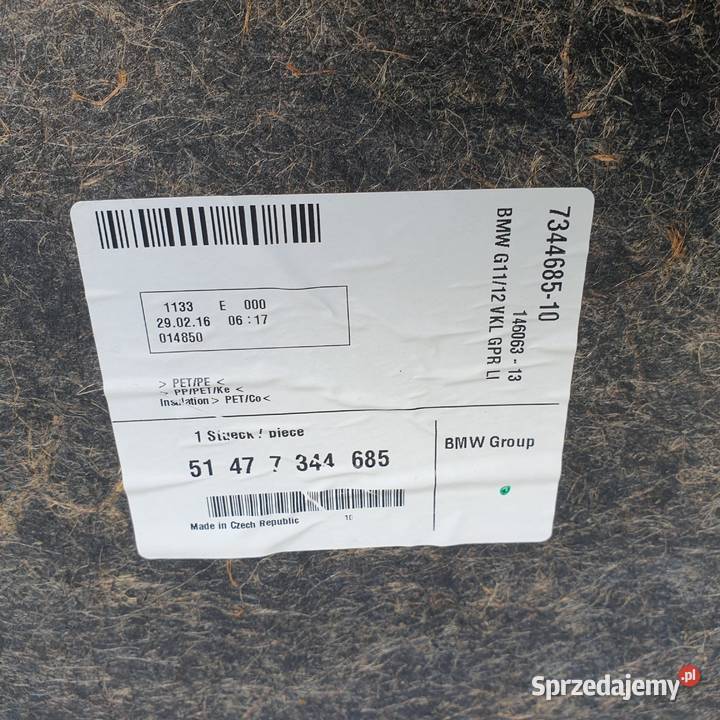 7344685-10
146063 - 13
BMW G11/12 VKL GPR LI
1133 E 000
29.02.16 06:17
014850
> PET/PE <
> PP/PET/Ke <
Insulation > PET/Co <
1 Stueck / piece
51 47 7 344 685
BMW Group
Made in Czech Republic
10
Sprzedajemy.pl